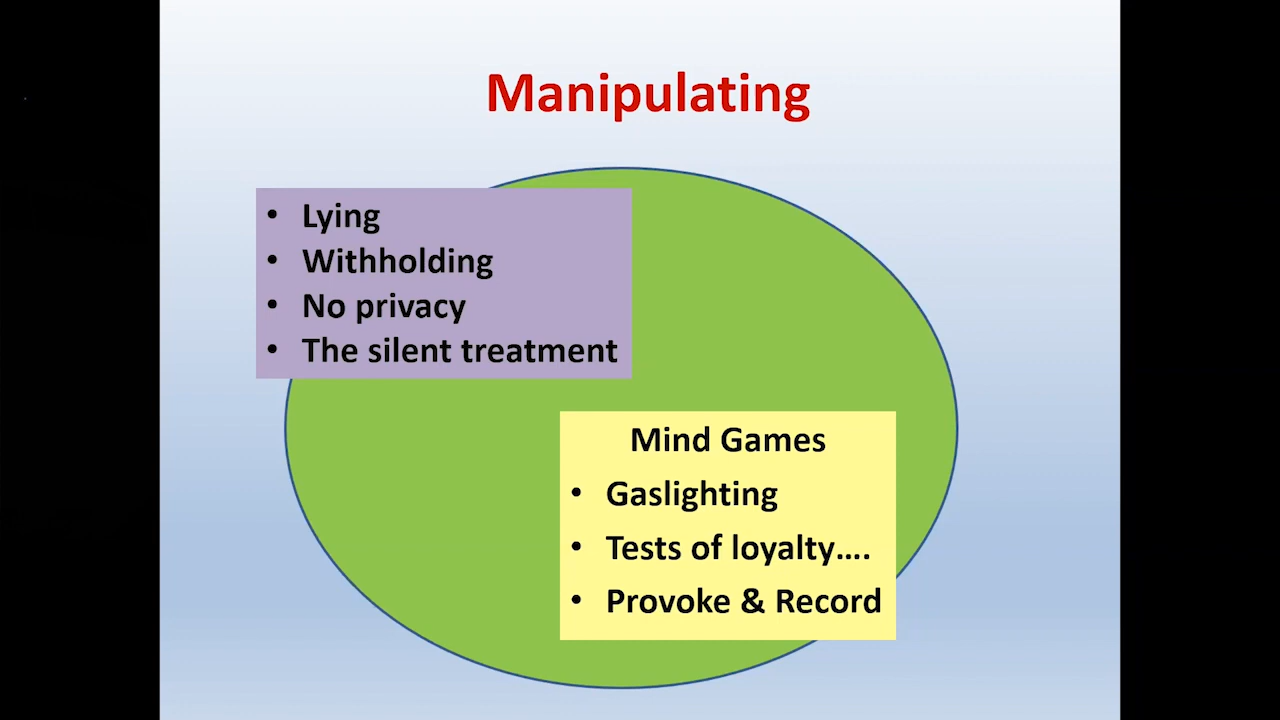 Manipulating
• Lying
• Withholding
• No privacy
• The silent treatment
Mind Games
• Gaslighting
• Tests of loyalty….
• Provoke & Record